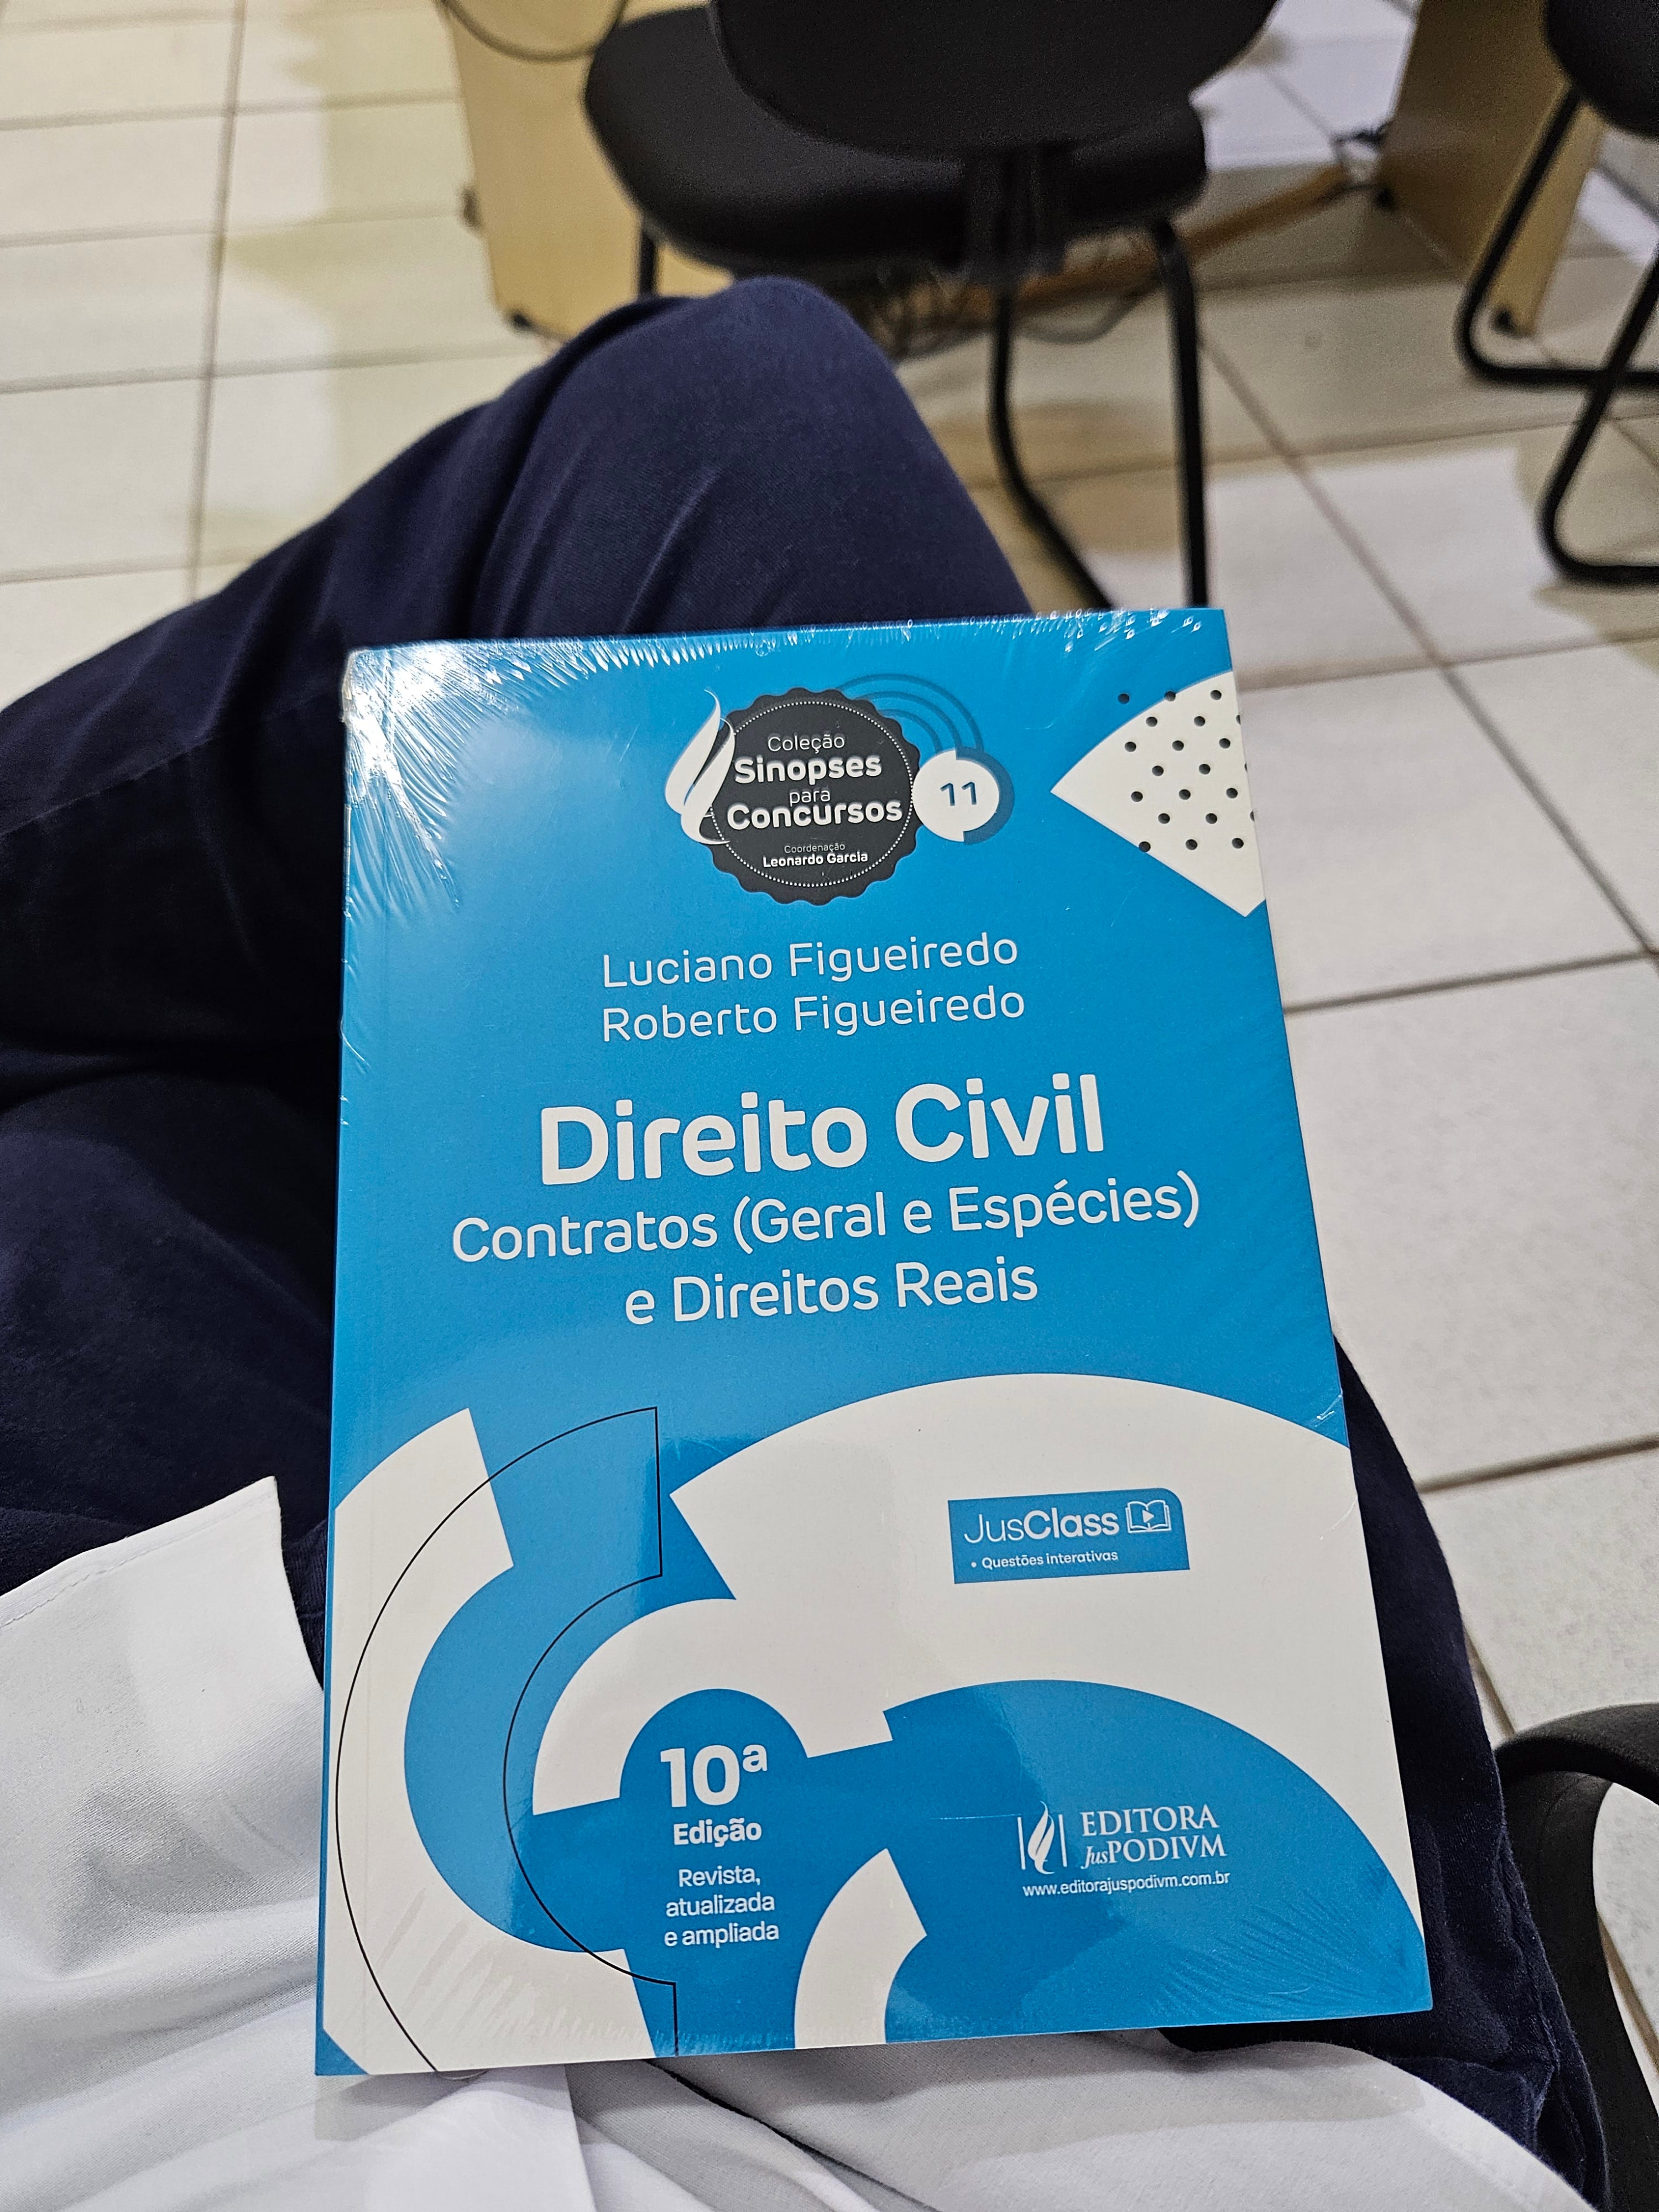 Coleção
Sinopses
para
Concursos
Coordenação
Leonardo Garcia
11
Luciano Figueiredo
Roberto Figueiredo
Direito Civil
Contratos (Geral e Espécies)
e Direitos Reais
JusClass
• Questões interativas
10ª
Edição
Revista,
atualizada
e ampliada
EDITORA
JusPODIVM
www.editorajuspodivm.com.br